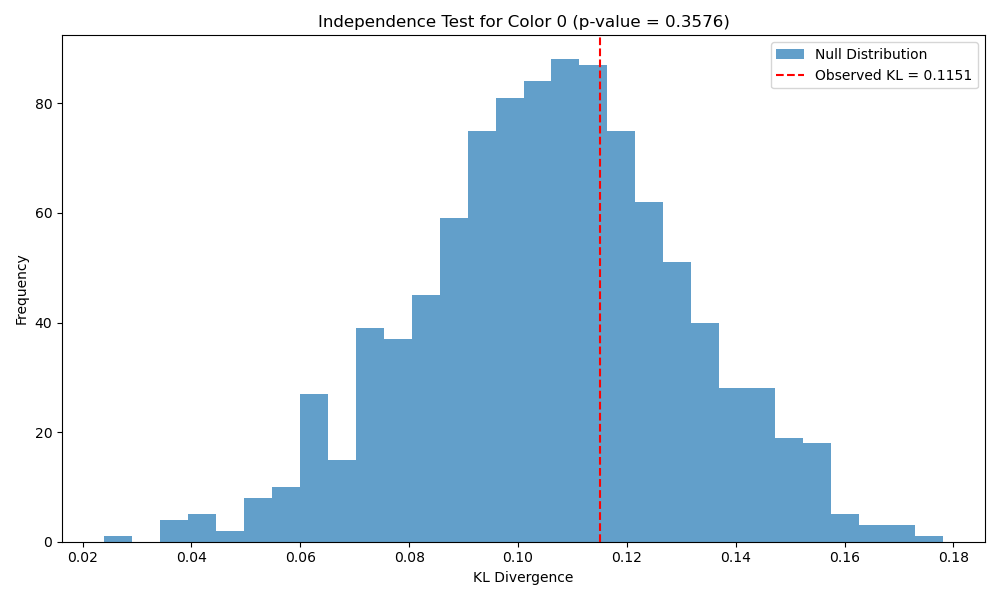 Independence Test for Color 0 (p-value = 0.3576)
Null Distribution
Observed KL = 0.1151
Frequency
80
60
40
20
0
0.02 0.04 0.06 0.08 0.10 0.12 0.14 0.16 0.18
KL Divergence